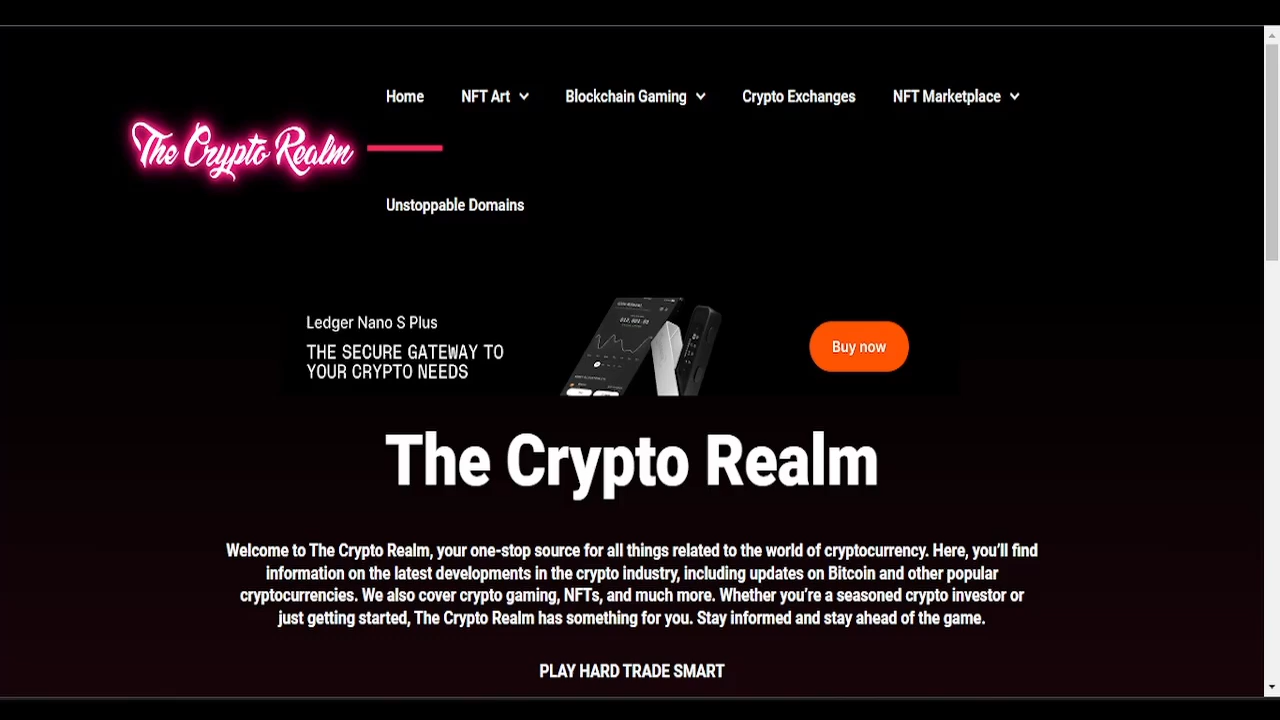 The Crypto Realm
Home
NFT Art
Blockchain Gaming
Crypto Exchanges
NFT Marketplace
Unstoppable Domains
Ledger Nano S Plus
THE SECURE GATEWAY TO
YOUR CRYPTO NEEDS
Buy now
The Crypto Realm
Welcome to The Crypto Realm, your one-stop source for all things related to the world of cryptocurrency. Here, you’ll find
information on the latest developments in the crypto industry, including updates on Bitcoin and other popular
cryptocurrencies. We also cover crypto gaming, NFTs, and much more. Whether you’re a seasoned crypto investor or
just getting started, The Crypto Realm has something for you. Stay informed and stay ahead of the game.
PLAY HARD TRADE SMART